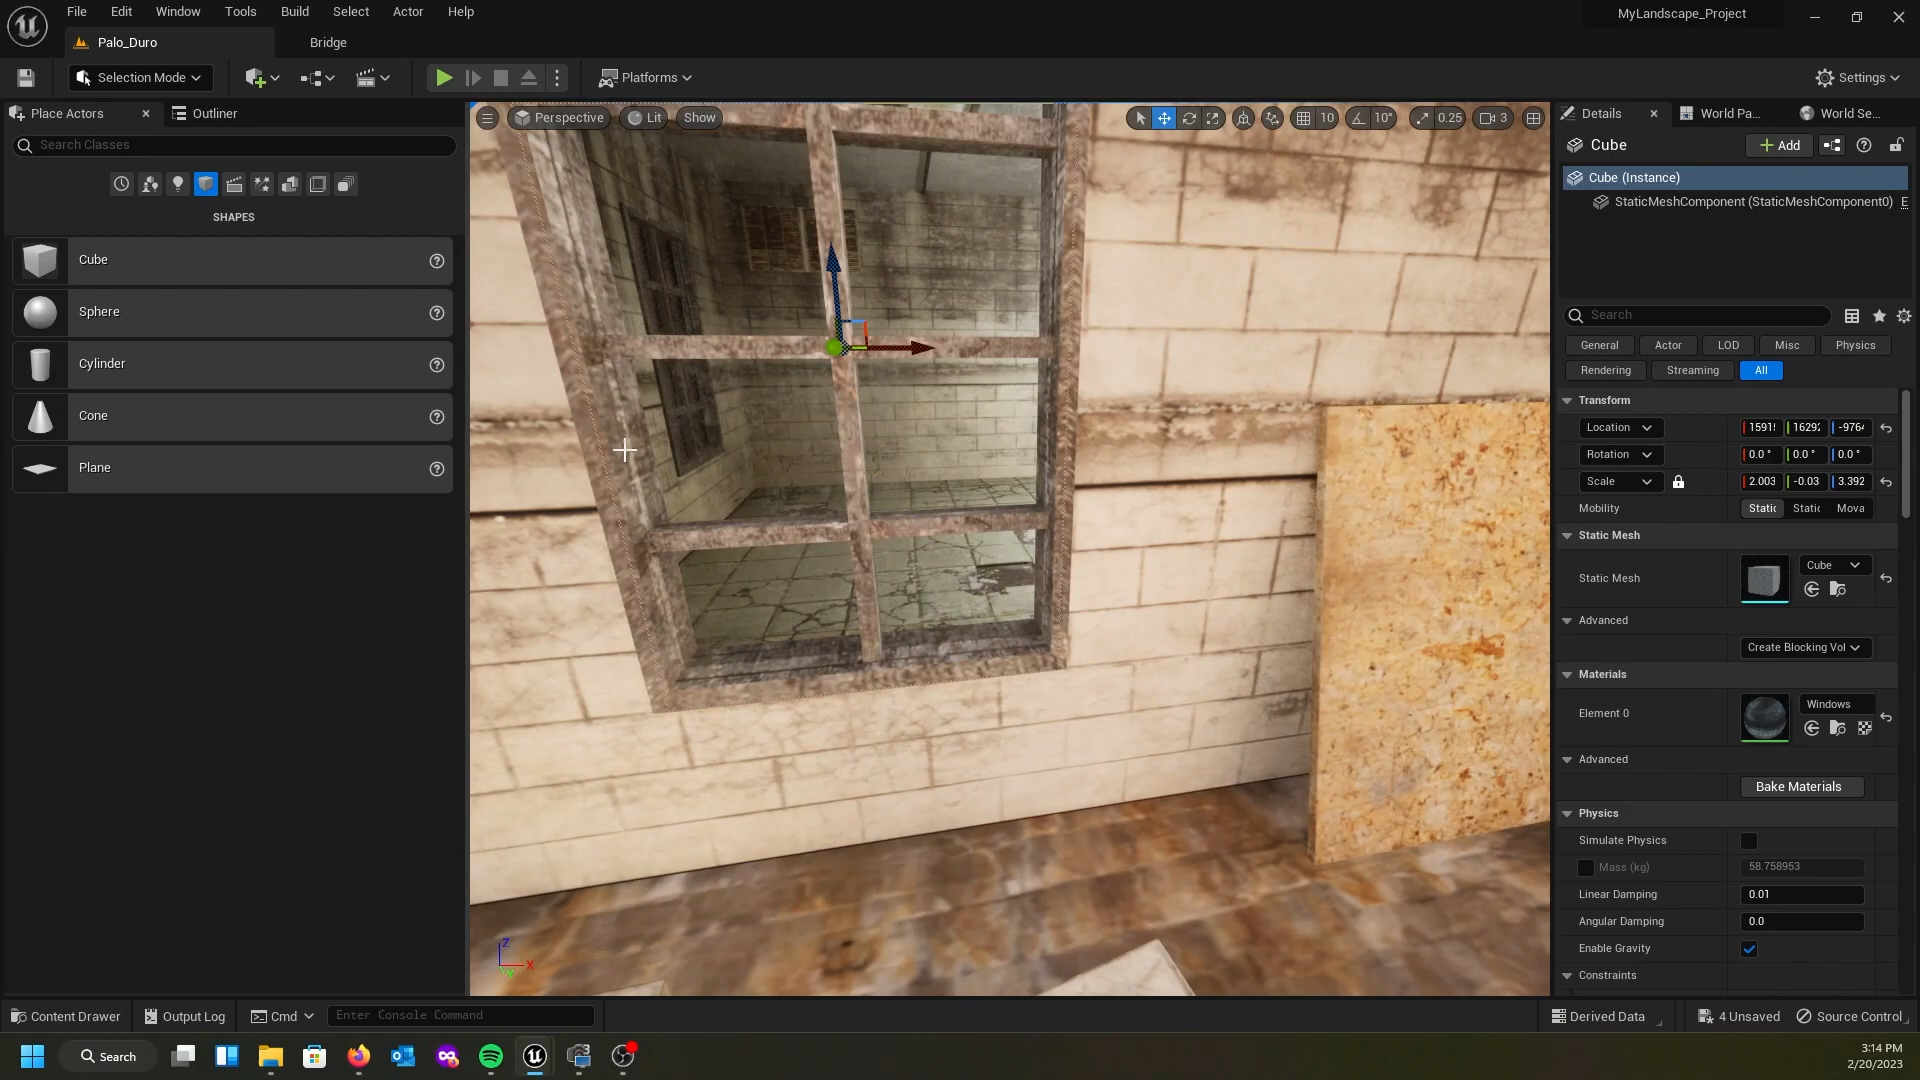 File Edit Window Tools Build Select Actor Help
MyLandscape_Project
Palo_Duro
Bridge
Selection Mode
Platforms
Settings
Place Actors
Outliner
Search Classes
SHAPES
Cube
Sphere
Cylinder
Cone
Plane
Perspective
Lit
Show
10
10°
0.25
3
Details
World Pa...
World Se...
Cube
+ Add
Cube (Instance)
StaticMeshComponent (StaticMeshComponent0) E
Search
General Actor LOD Misc Physics
Rendering Streaming All
Transform
Location 1591 1629 -9764
Rotation 0.0 ° 0.0 ° 0.0 °
Scale 2.003 -0.03 3.392
Mobility Static Static Mova
Static Mesh
Static Mesh
Cube
Advanced
Create Blocking Vol
Materials
Element 0
Windows
Advanced
Bake Materials
Physics
Simulate Physics
Mass (kg) 58.758953
Linear Damping 0.01
Angular Damping 0.0
Enable Gravity
Constraints
Z
X
Y
Content Drawer
Output Log
Cmd
Enter Console Command
Derived Data
4 Unsaved
Source Control
Search
3:14 PM
2/20/2023